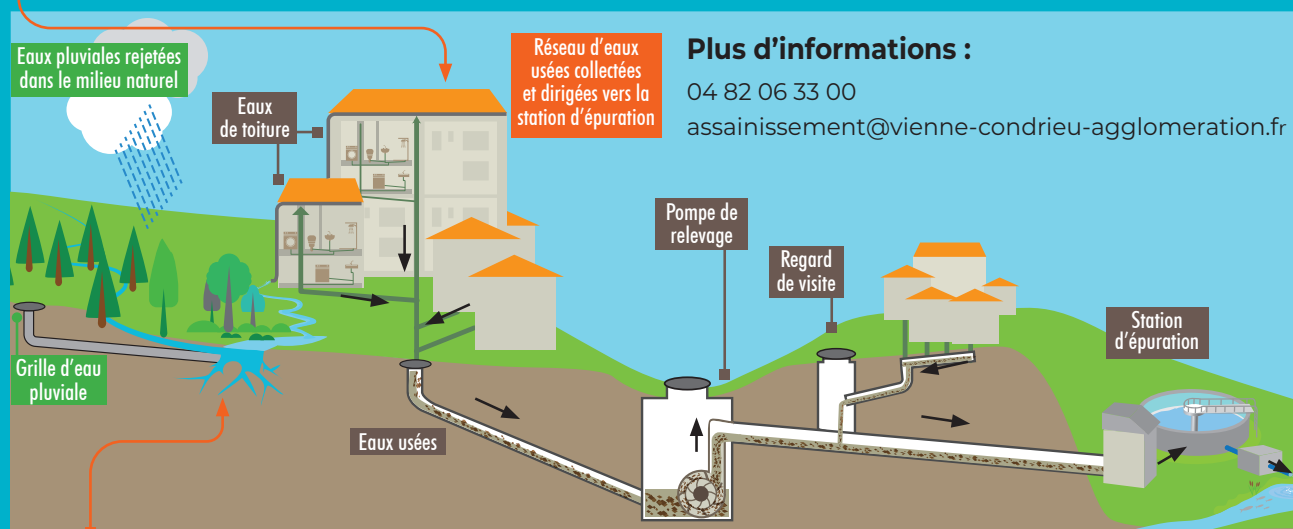 Eaux pluviales rejetées
dans le milieu naturel
Eaux
de toiture
Réseau d'eaux
usées collectées
et dirigées vers la
station d'épuration
Plus d'informations :
04 82 06 33 00
assainissement@vienne-condrieu-agglomeration.fr
Pompe de
relevage
Regard
de visite
Station
d'épuration
Grille d'eau
pluviale
Eaux usées